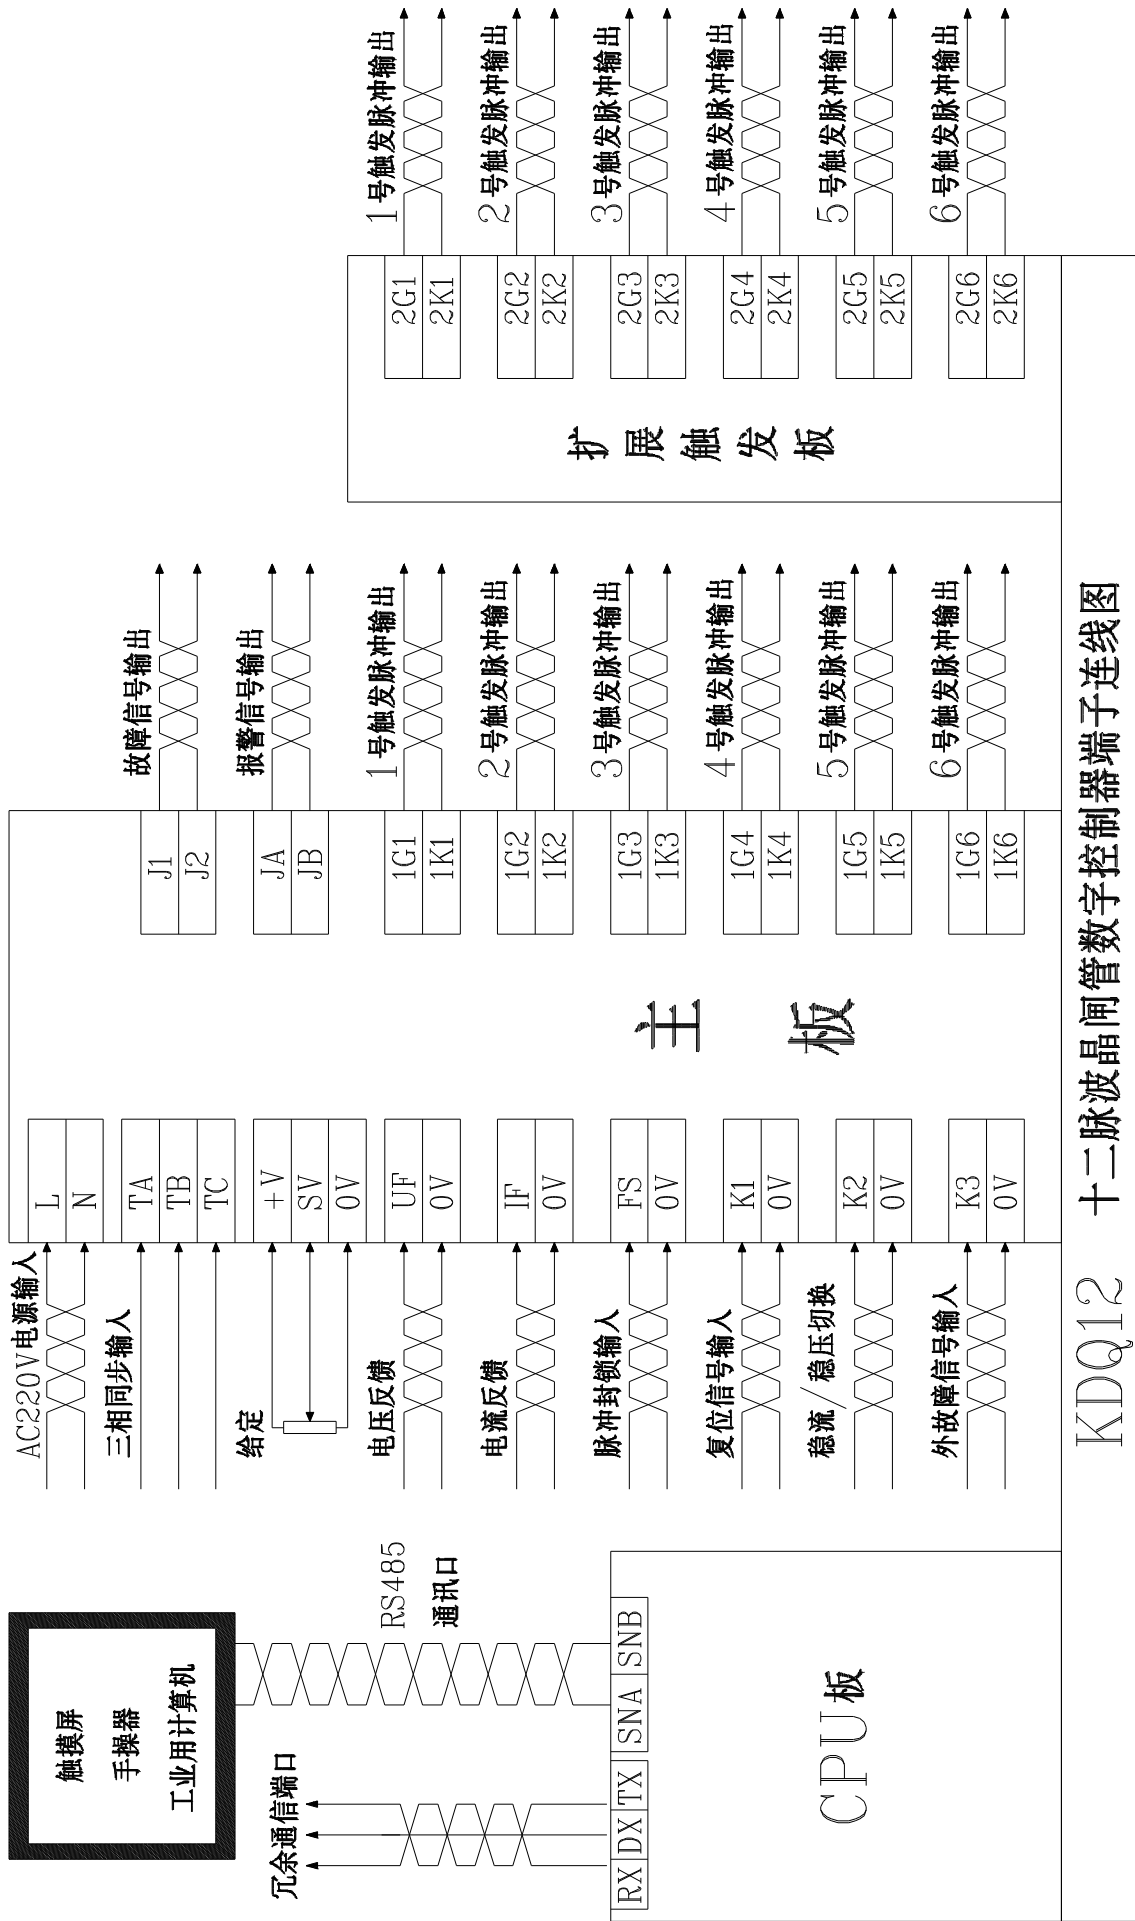 触摸屏
手操器
工业用计算机
冗余通信端口
RS485
通讯口
RX DX TX SNA SNB
CPU板
AC220V电源输入
L
N
三相同步输入
TA
TB
TC
给定
+V
SV
0V
电压反馈
UF
0V
电流反馈
IF
0V
脉冲封锁输入
FS
0V
复位信号输入
K1
0V
稳流/稳压切换
K2
0V
外故障信号输入
K3
0V
主板
J1
J2
故障信号输出
JA
JB
报警信号输出
1G1
1K1
1号触发脉冲输出
1G2
1K2
2号触发脉冲输出
1G3
1K3
3号触发脉冲输出
1G4
1K4
4号触发脉冲输出
1G5
1K5
5号触发脉冲输出
1G6
1K6
6号触发脉冲输出
扩展触发板
2G1
2K1
1号触发脉冲输出
2G2
2K2
2号触发脉冲输出
2G3
2K3
3号触发脉冲输出
2G4
2K4
4号触发脉冲输出
2G5
2K5
5号触发脉冲输出
2G6
2K6
6号触发脉冲输出
KDQ12 十二脉波晶闸管数字控制器端子连线图